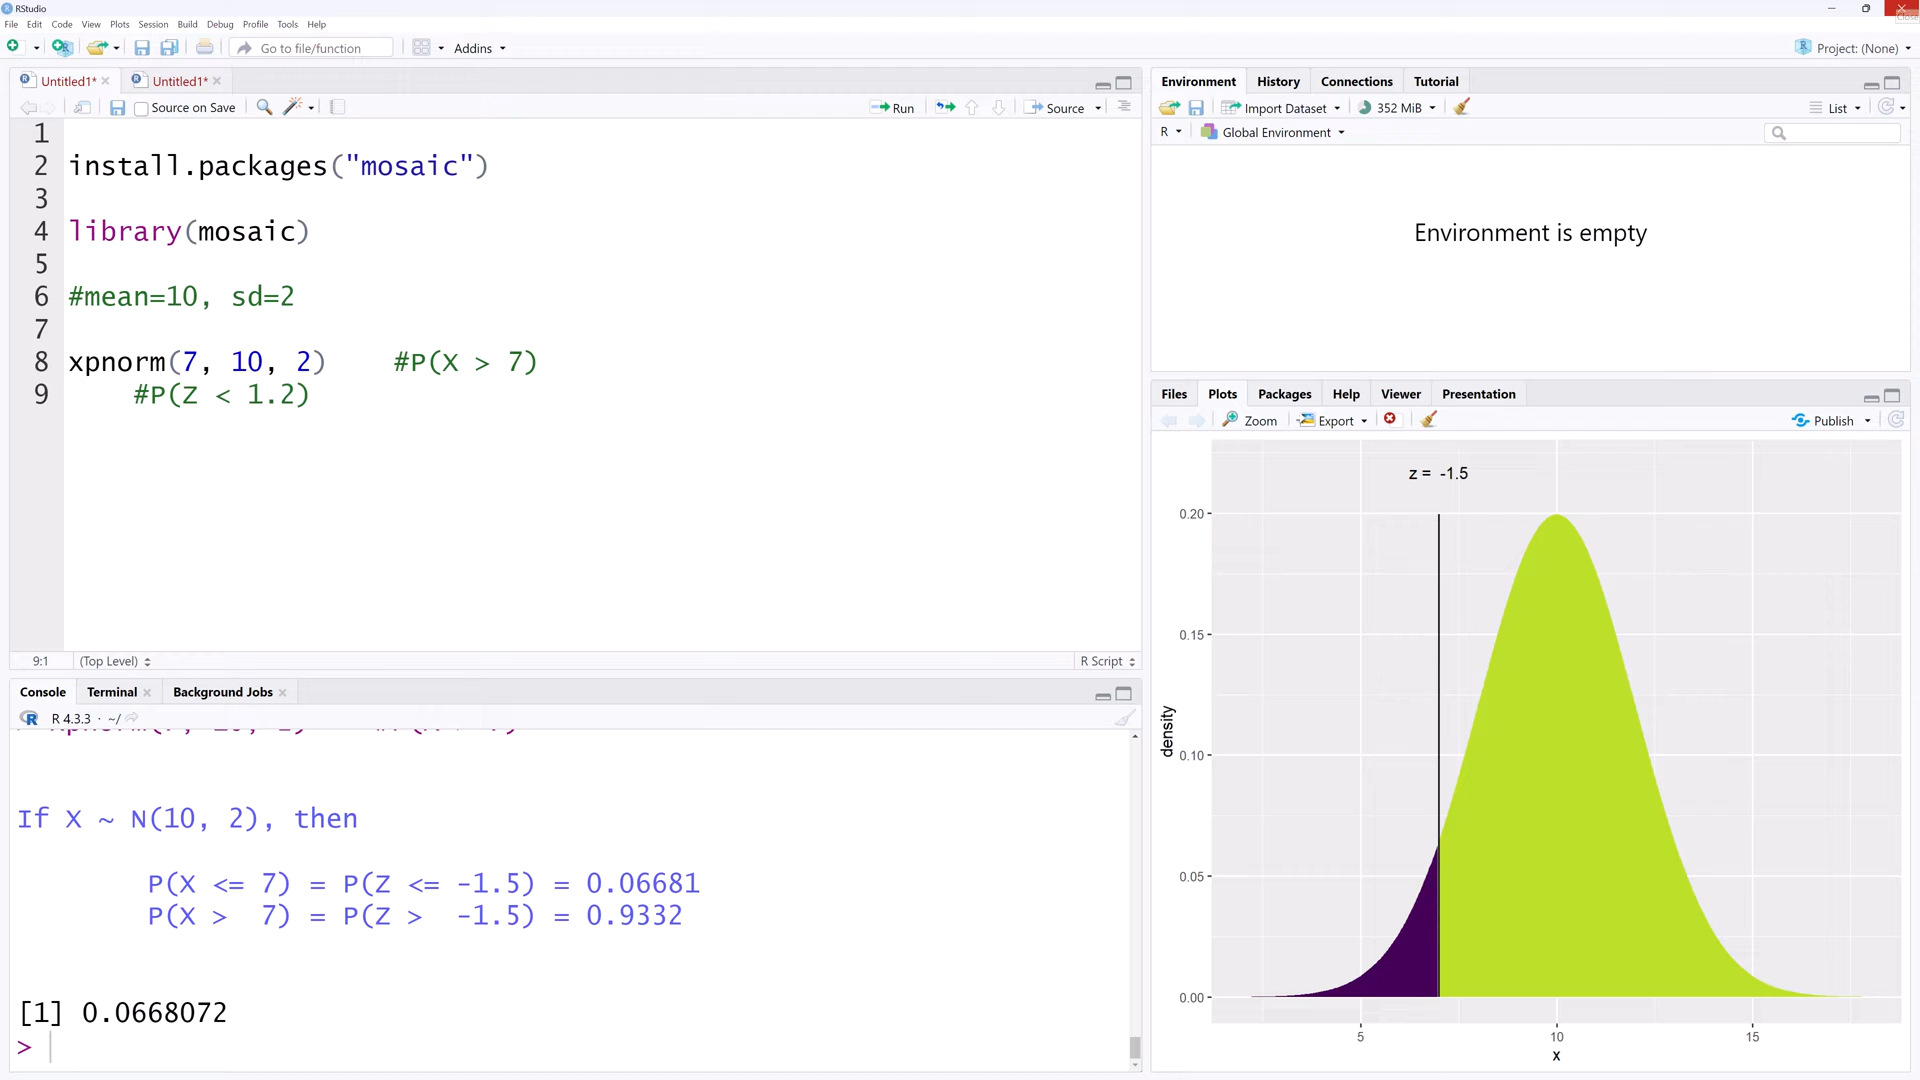 RStudio
Close
File Edit Code View Plots Session Build Debug Profile Tools Help
Go to file/function Addins Project: (None)
Untitled1* Untitled1*
Source on Save Run Source
1
2 install.packages("mosaic")
3
4 library(mosaic)
5
6 #mean=10, sd=2
7
8 xpnorm(7, 10, 2) #P(X > 7)
9 #P(Z < 1.2)
9:1 (Top Level) R Script
Console Terminal Background Jobs
R 4.3.3 · ~/
If X ~ N(10, 2), then
P(X <= 7) = P(Z <= -1.5) = 0.06681
P(X > 7) = P(Z > -1.5) = 0.9332
[1] 0.0668072
>
Environment History Connections Tutorial
Import Dataset 352 MiB List
R Global Environment
Environment is empty
Files Plots Packages Help Viewer Presentation
Zoom Export Publish
z = -1.5
0.20
0.15
0.10
0.05
0.00
density
5 10 15
x